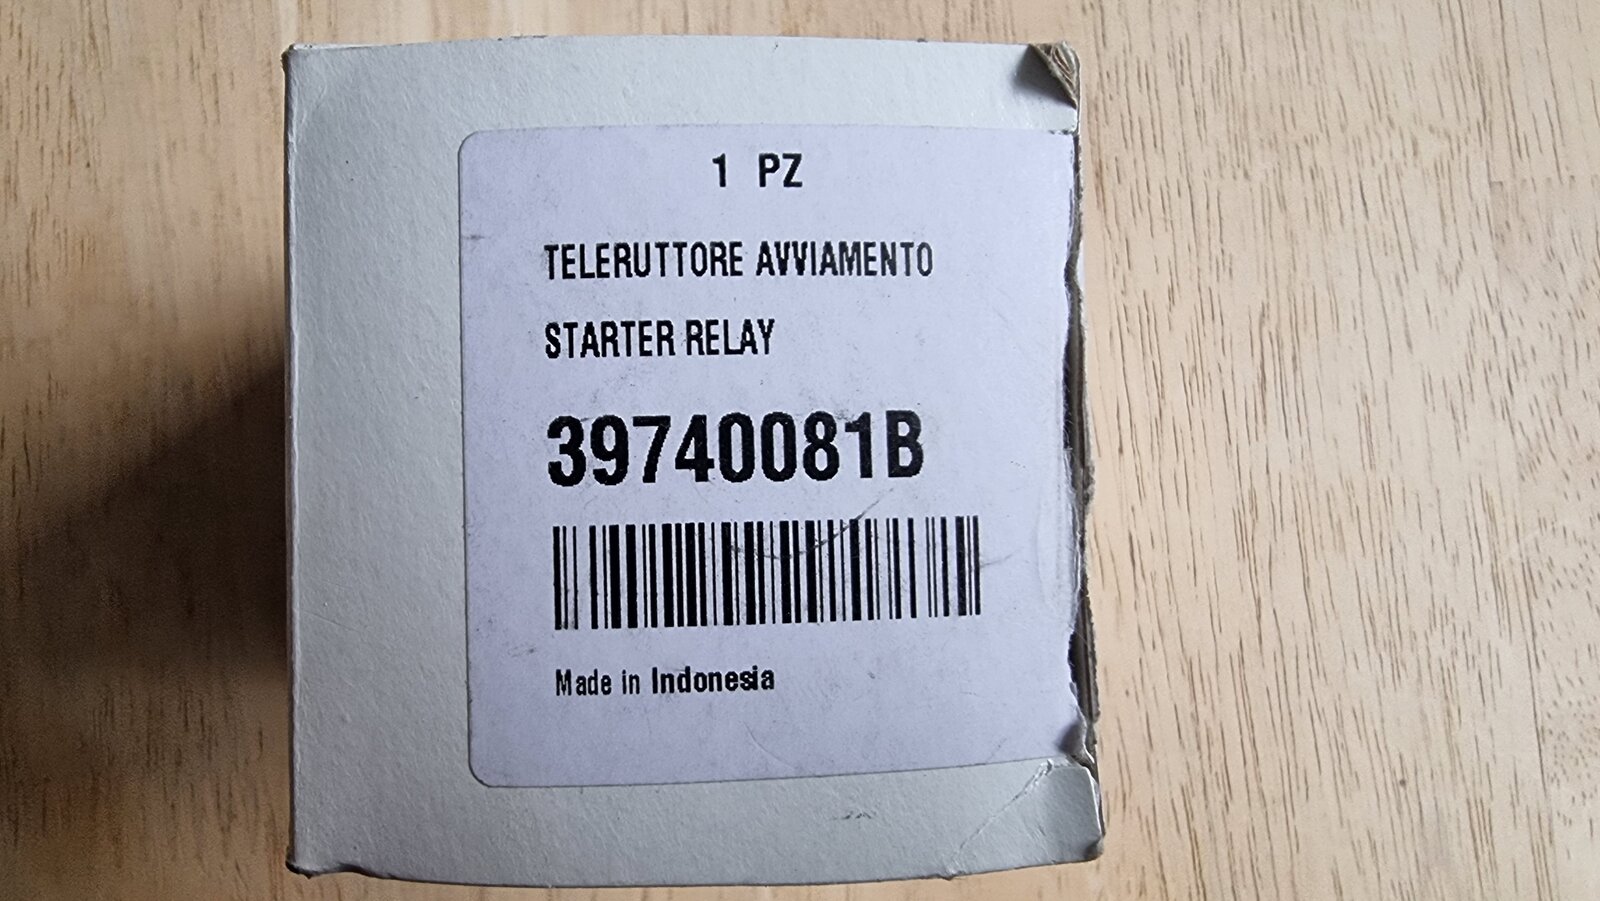 1 PZ
TELERUTTORE AVVIAMENTO
STARTER RELAY
39740081B
Made in Indonesia